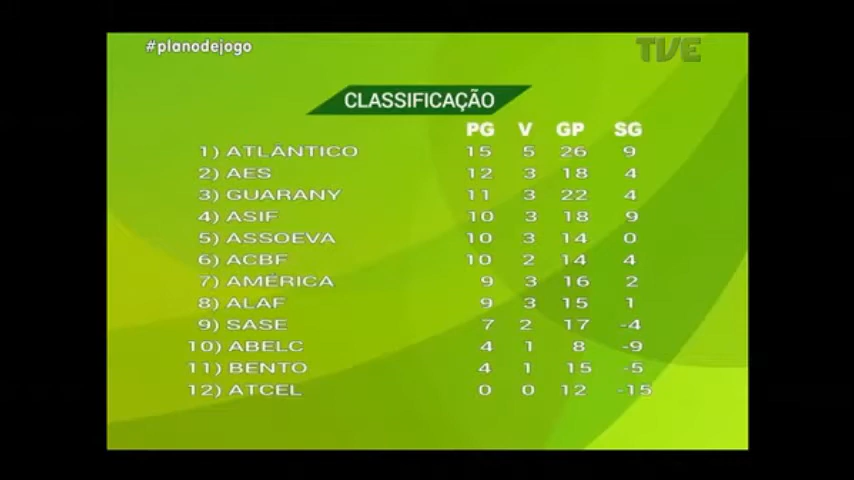 #planodejogo
TVE
CLASSIFICAÇÃO
PG V GP SG
1) ATLÂNTICO 15 5 26 9
2) AES 12 3 18 4
3) GUARANY 11 3 22 4
4) ASIF 10 3 18 9
5) ASSOEVA 10 3 14 0
6) ACBF 10 2 14 4
7) AMÉRICA 9 3 16 2
8) ALAF 9 3 15 1
9) SASE 7 2 17 -4
10) ABELC 4 1 8 -9
11) BENTO 4 1 15 -5
12) ATCEL 0 0 12 -15